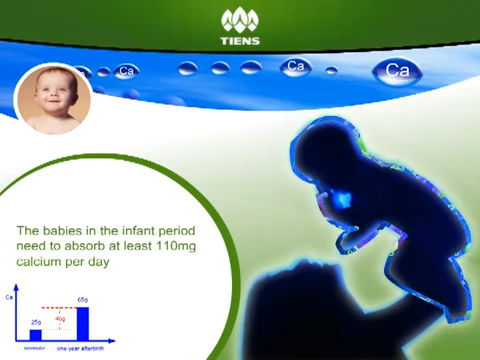 TIENS
Ca
Ca
Ca
The babies in the infant period
need to absorb at least 110mg
calcium per day
Ca
65g
40g
25g
neonate one year afterbirth